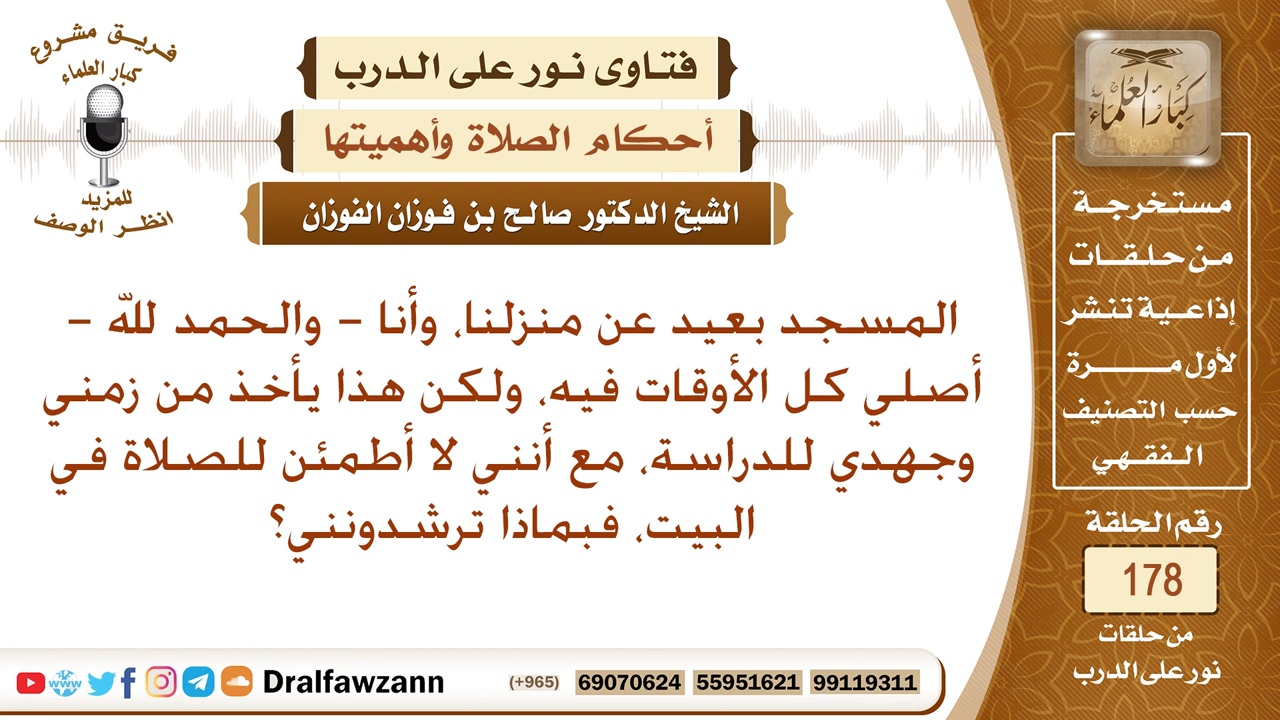 فريق مشروع
كبار العلماء
للمزيد
انظر الوصف
فتاوى نور على الدرب
أحكام الصلاة وأهميتها
الشيخ الدكتور صالح بن فوزان الفوزان
المسجد بعيد عن منزلنا، وأنا – والحمد لله –
أصلي كل الأوقات فيه، ولكن هذا يأخذ من زمني
وجهدي للدراسة، مع أنني لا أطمئن للصلاة في
البيت، فبماذا ترشدونني؟
كبار العلماء
مستخرجة
من حلقات
إذاعية تنشر
لأول مرة
حسب التصنيف
الفقهي
رقم الحلقة
178
من حلقات
نور على الدرب
www Dralfawzann (+965) 69070624 55951621 99119311